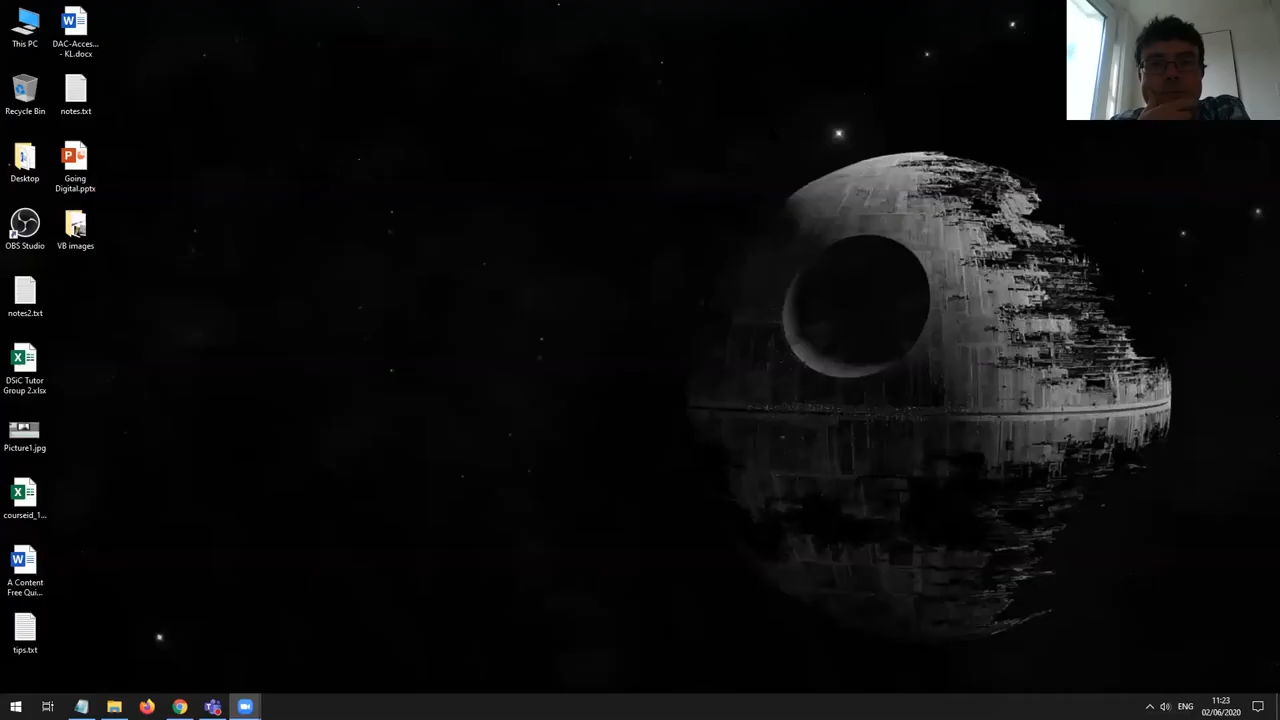 This PC
DAC-Acces...
- KL.docx
Recycle Bin
notes.txt
Desktop
Going
Digital.pptx
OBS Studio
VB images
notes2.txt
DSiC Tutor
Group 2.xlsx
Picture1.jpg
courseid_1...
A Content
Free Qui...
tips.txt
ENG
11:23
02/06/2020